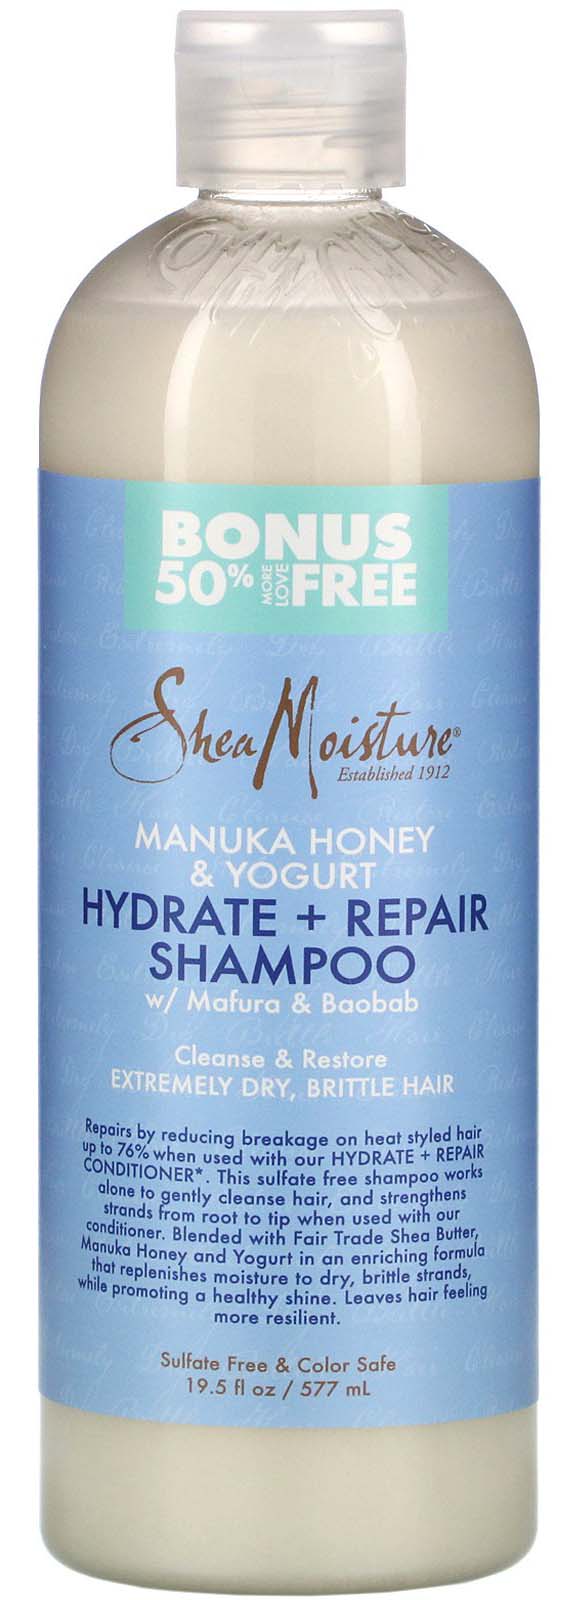 BONUS
50% MORE LOVE FREE
SheaMoisture®
Established 1912
MANUKA HONEY
& YOGURT
HYDRATE + REPAIR
SHAMPOO
w/ Mafura & Baobab
Cleanse & Restore
EXTREMELY DRY, BRITTLE HAIR
Repairs by reducing breakage on heat styled hair
up to 76% when used with our HYDRATE + REPAIR
CONDITIONER*. This sulfate free shampoo works
alone to gently cleanse hair, and strengthens
strands from root to tip when used with our
conditioner. Blended with Fair Trade Shea Butter,
Manuka Honey and Yogurt in an enriching formula
that replenishes moisture to dry, brittle strands,
while promoting a healthy shine. Leaves hair feeling
more resilient.
Sulfate Free & Color Safe
19.5 fl oz / 577 mL